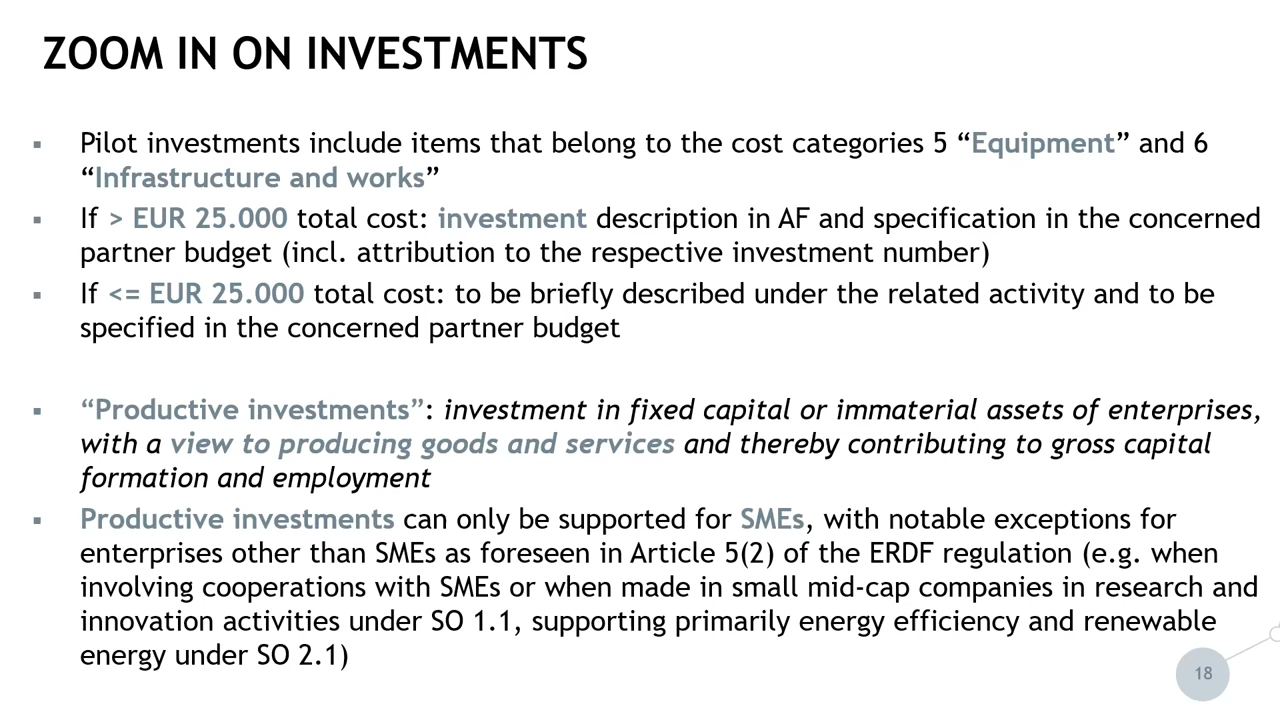 ZOOM IN ON INVESTMENTS
▪ Pilot investments include items that belong to the cost categories 5 “Equipment” and 6
“Infrastructure and works”
▪ If > EUR 25.000 total cost: investment description in AF and specification in the concerned
partner budget (incl. attribution to the respective investment number)
▪ If <= EUR 25.000 total cost: to be briefly described under the related activity and to be
specified in the concerned partner budget
▪ “Productive investments”: investment in fixed capital or immaterial assets of enterprises,
with a view to producing goods and services and thereby contributing to gross capital
formation and employment
▪ Productive investments can only be supported for SMEs, with notable exceptions for
enterprises other than SMEs as foreseen in Article 5(2) of the ERDF regulation (e.g. when
involving cooperations with SMEs or when made in small mid-cap companies in research and
innovation activities under SO 1.1, supporting primarily energy efficiency and renewable
energy under SO 2.1)
18